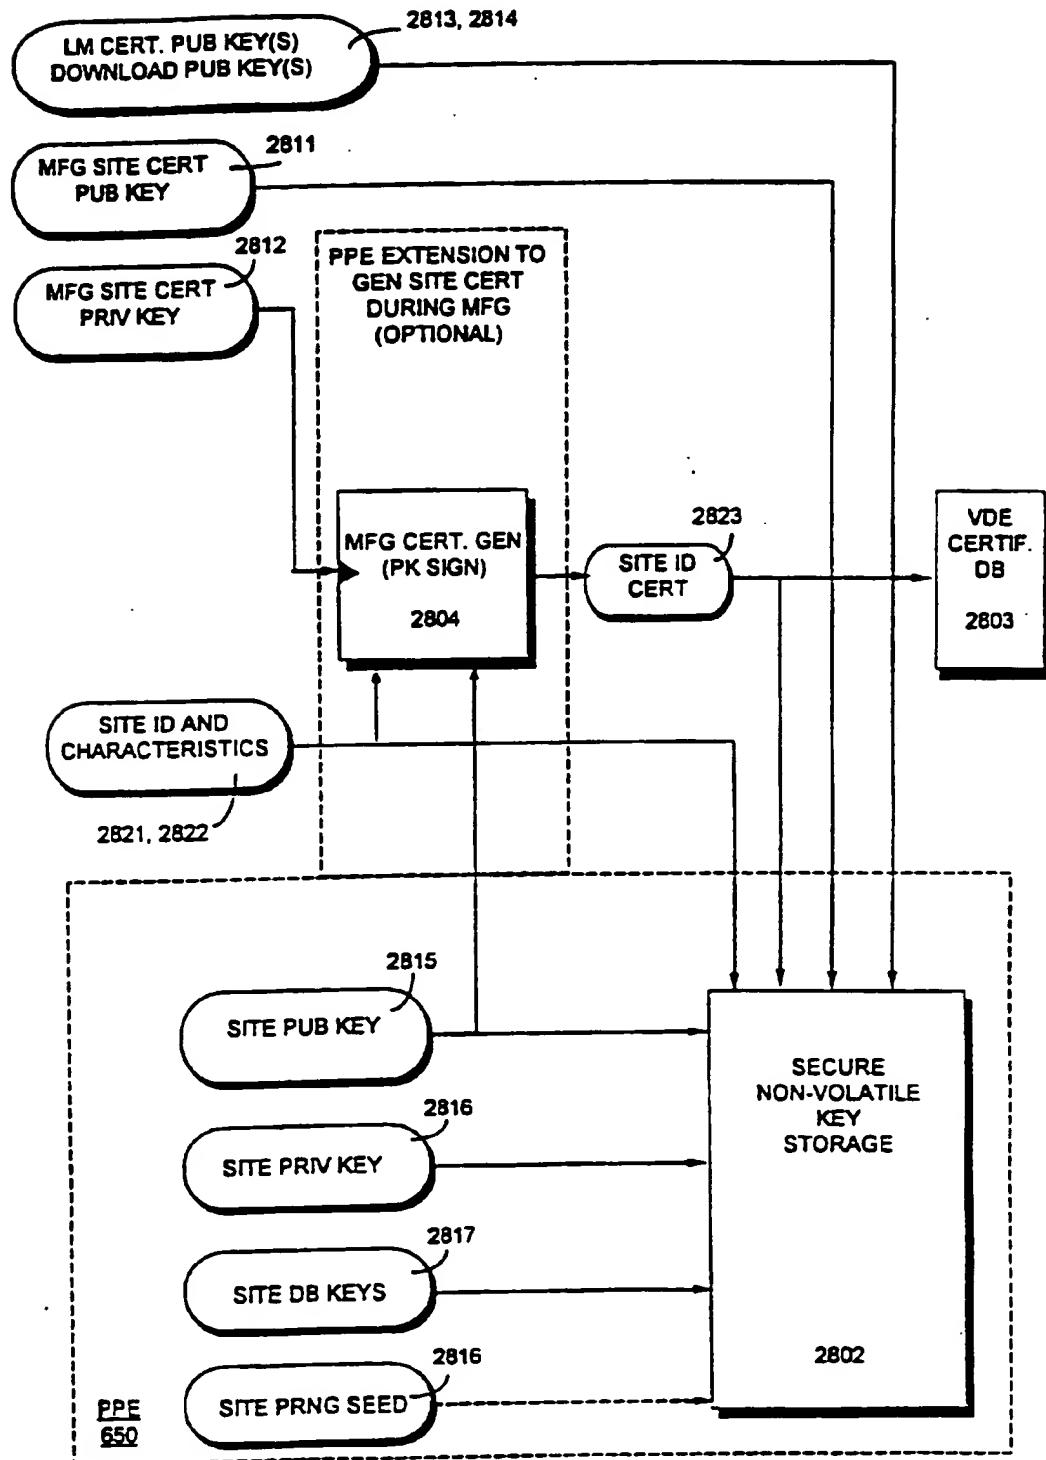 2813, 2814
LM CERT. PUB KEY(S)
DOWNLOAD PUB KEY(S)
2811
MFG SITE CERT
PUB KEY
2812
MFG SITE CERT
PRIV KEY
PPE EXTENSION TO
GEN SITE CERT
DURING MFG
(OPTIONAL)
MFG CERT. GEN
(PK SIGN)
2804
2823
SITE ID
CERT
VDE
CERTIF.
DB
2803
SITE ID AND
CHARACTERISTICS
2821, 2822
2815
SITE PUB KEY
2816
SITE PRIV KEY
2817
SITE DB KEYS
2816
SITE PRNG SEED
SECURE
NON-VOLATILE
KEY
STORAGE
2802
PPE
650